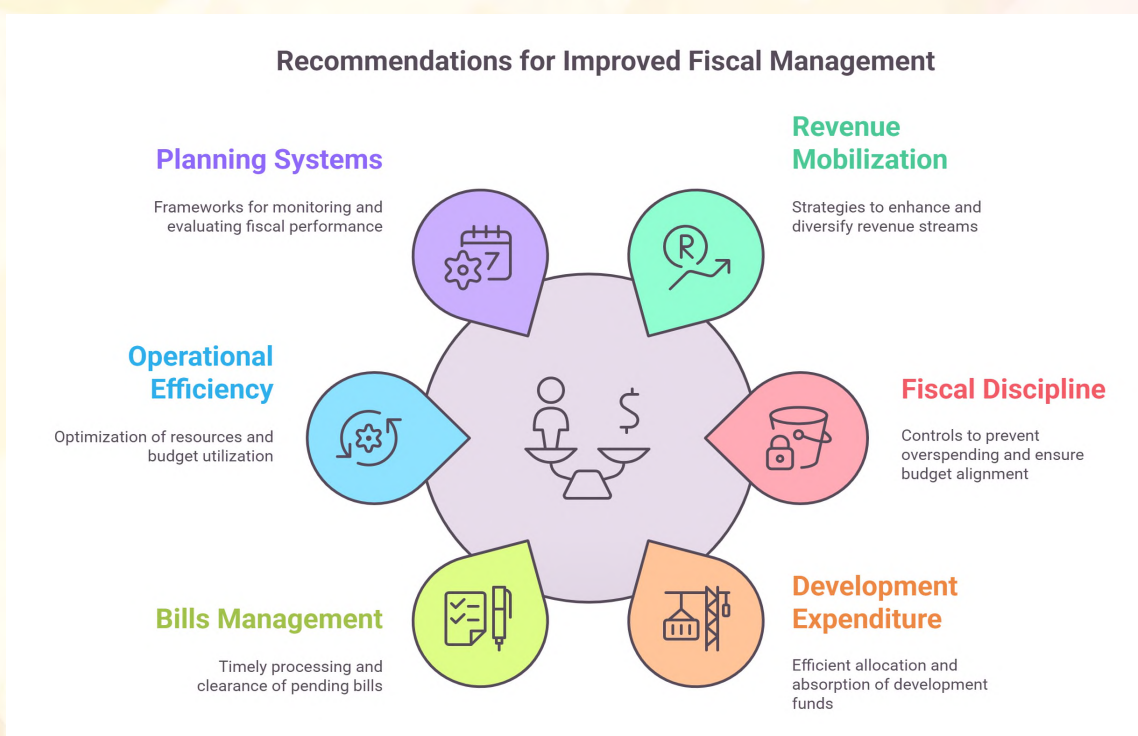 Recommendations for Improved Fiscal Management
Planning Systems
Frameworks for monitoring and
evaluating fiscal performance
Revenue
Mobilization
Strategies to enhance and
diversify revenue streams
7
R
Operational
Efficiency
Optimization of resources and
budget utilization
$
Fiscal Discipline
Controls to prevent
overspending and ensure
budget alignment
Bills Management
Timely processing and
clearance of pending bills
Development
Expenditure
Efficient allocation and
absorption of development
funds